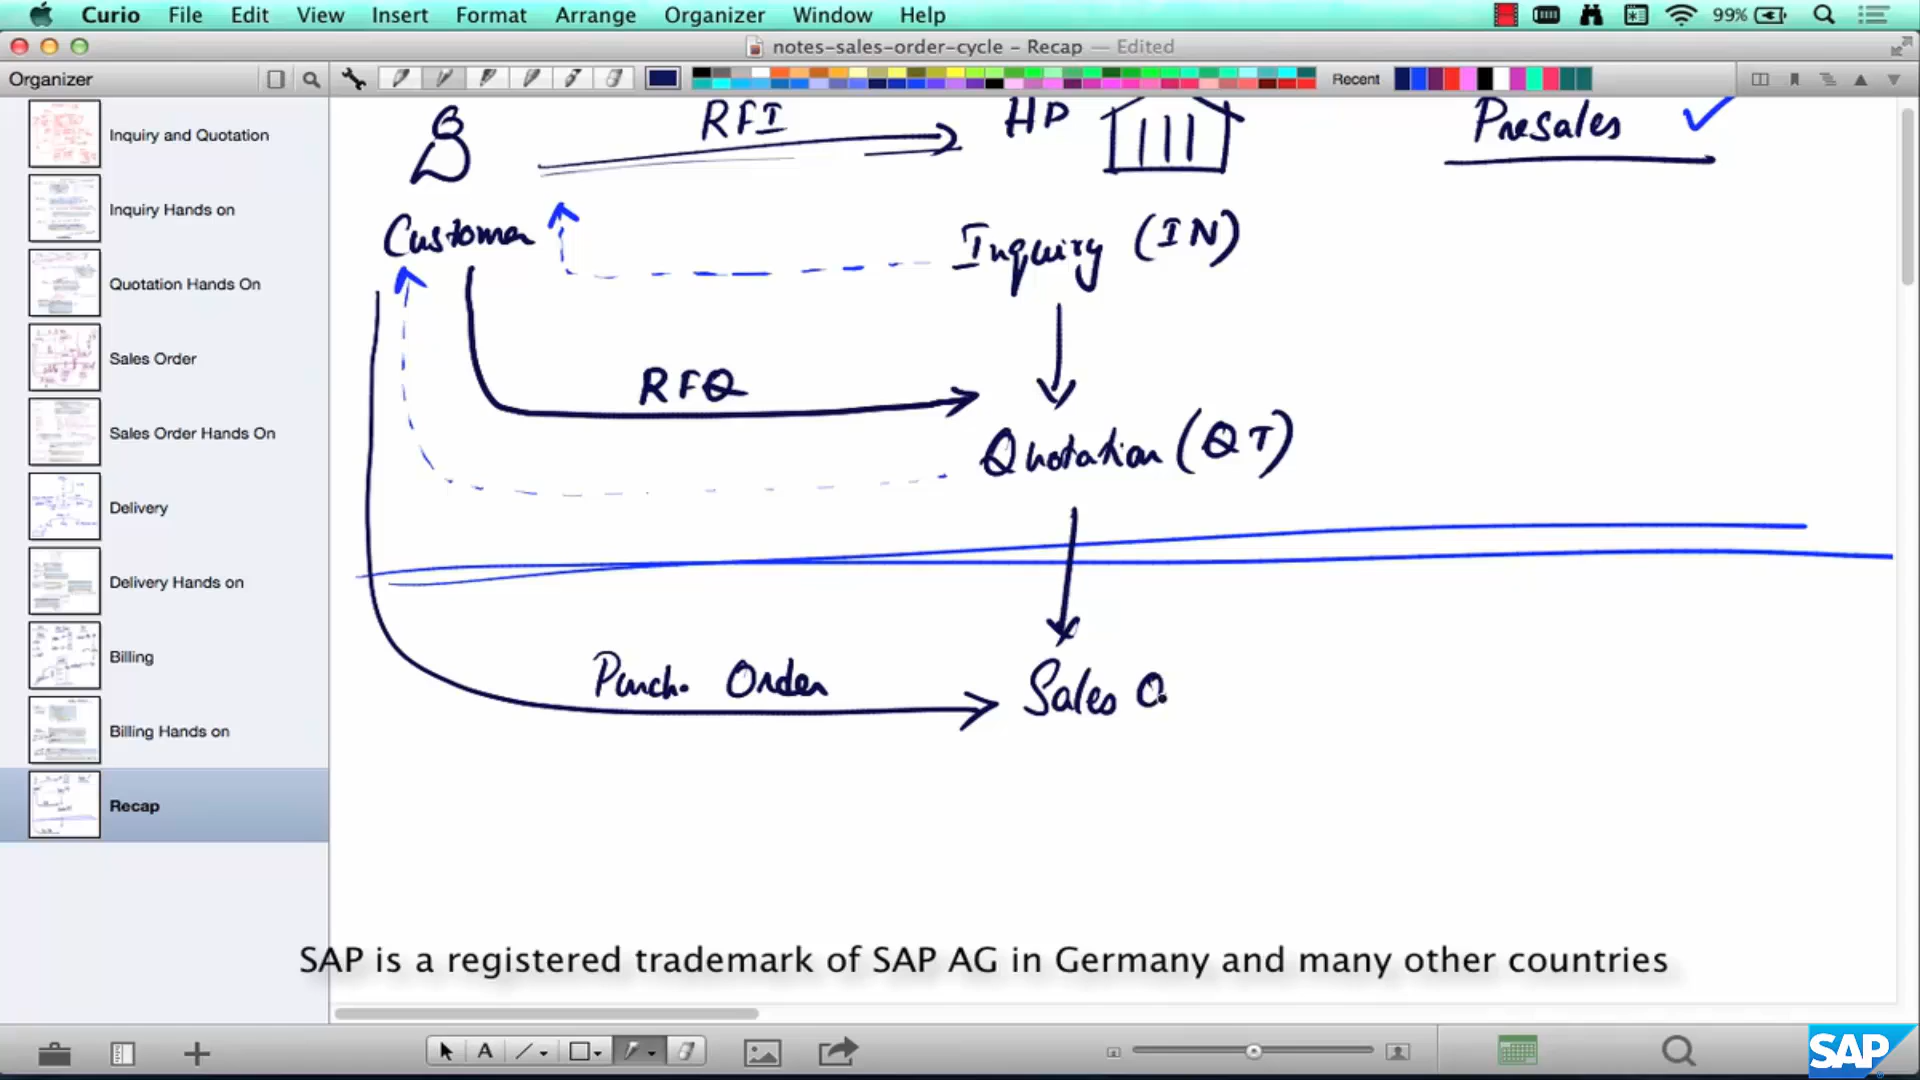 Curio File Edit View Insert Format Arrange Organizer Window Help 99%
notes-sales-order-cycle – Recap — Edited
Organizer
Recent
Inquiry and Quotation
Inquiry Hands on
Quotation Hands On
Sales Order
Sales Order Hands On
Delivery
Delivery Hands on
Billing
Billing Hands on
Recap
RFI HP Presales
Customer Inquiry (IN)
RFQ
Quotation (QT)
Purch. Order Sales O
SAP is a registered trademark of SAP AG in Germany and many other countries
A
SAP